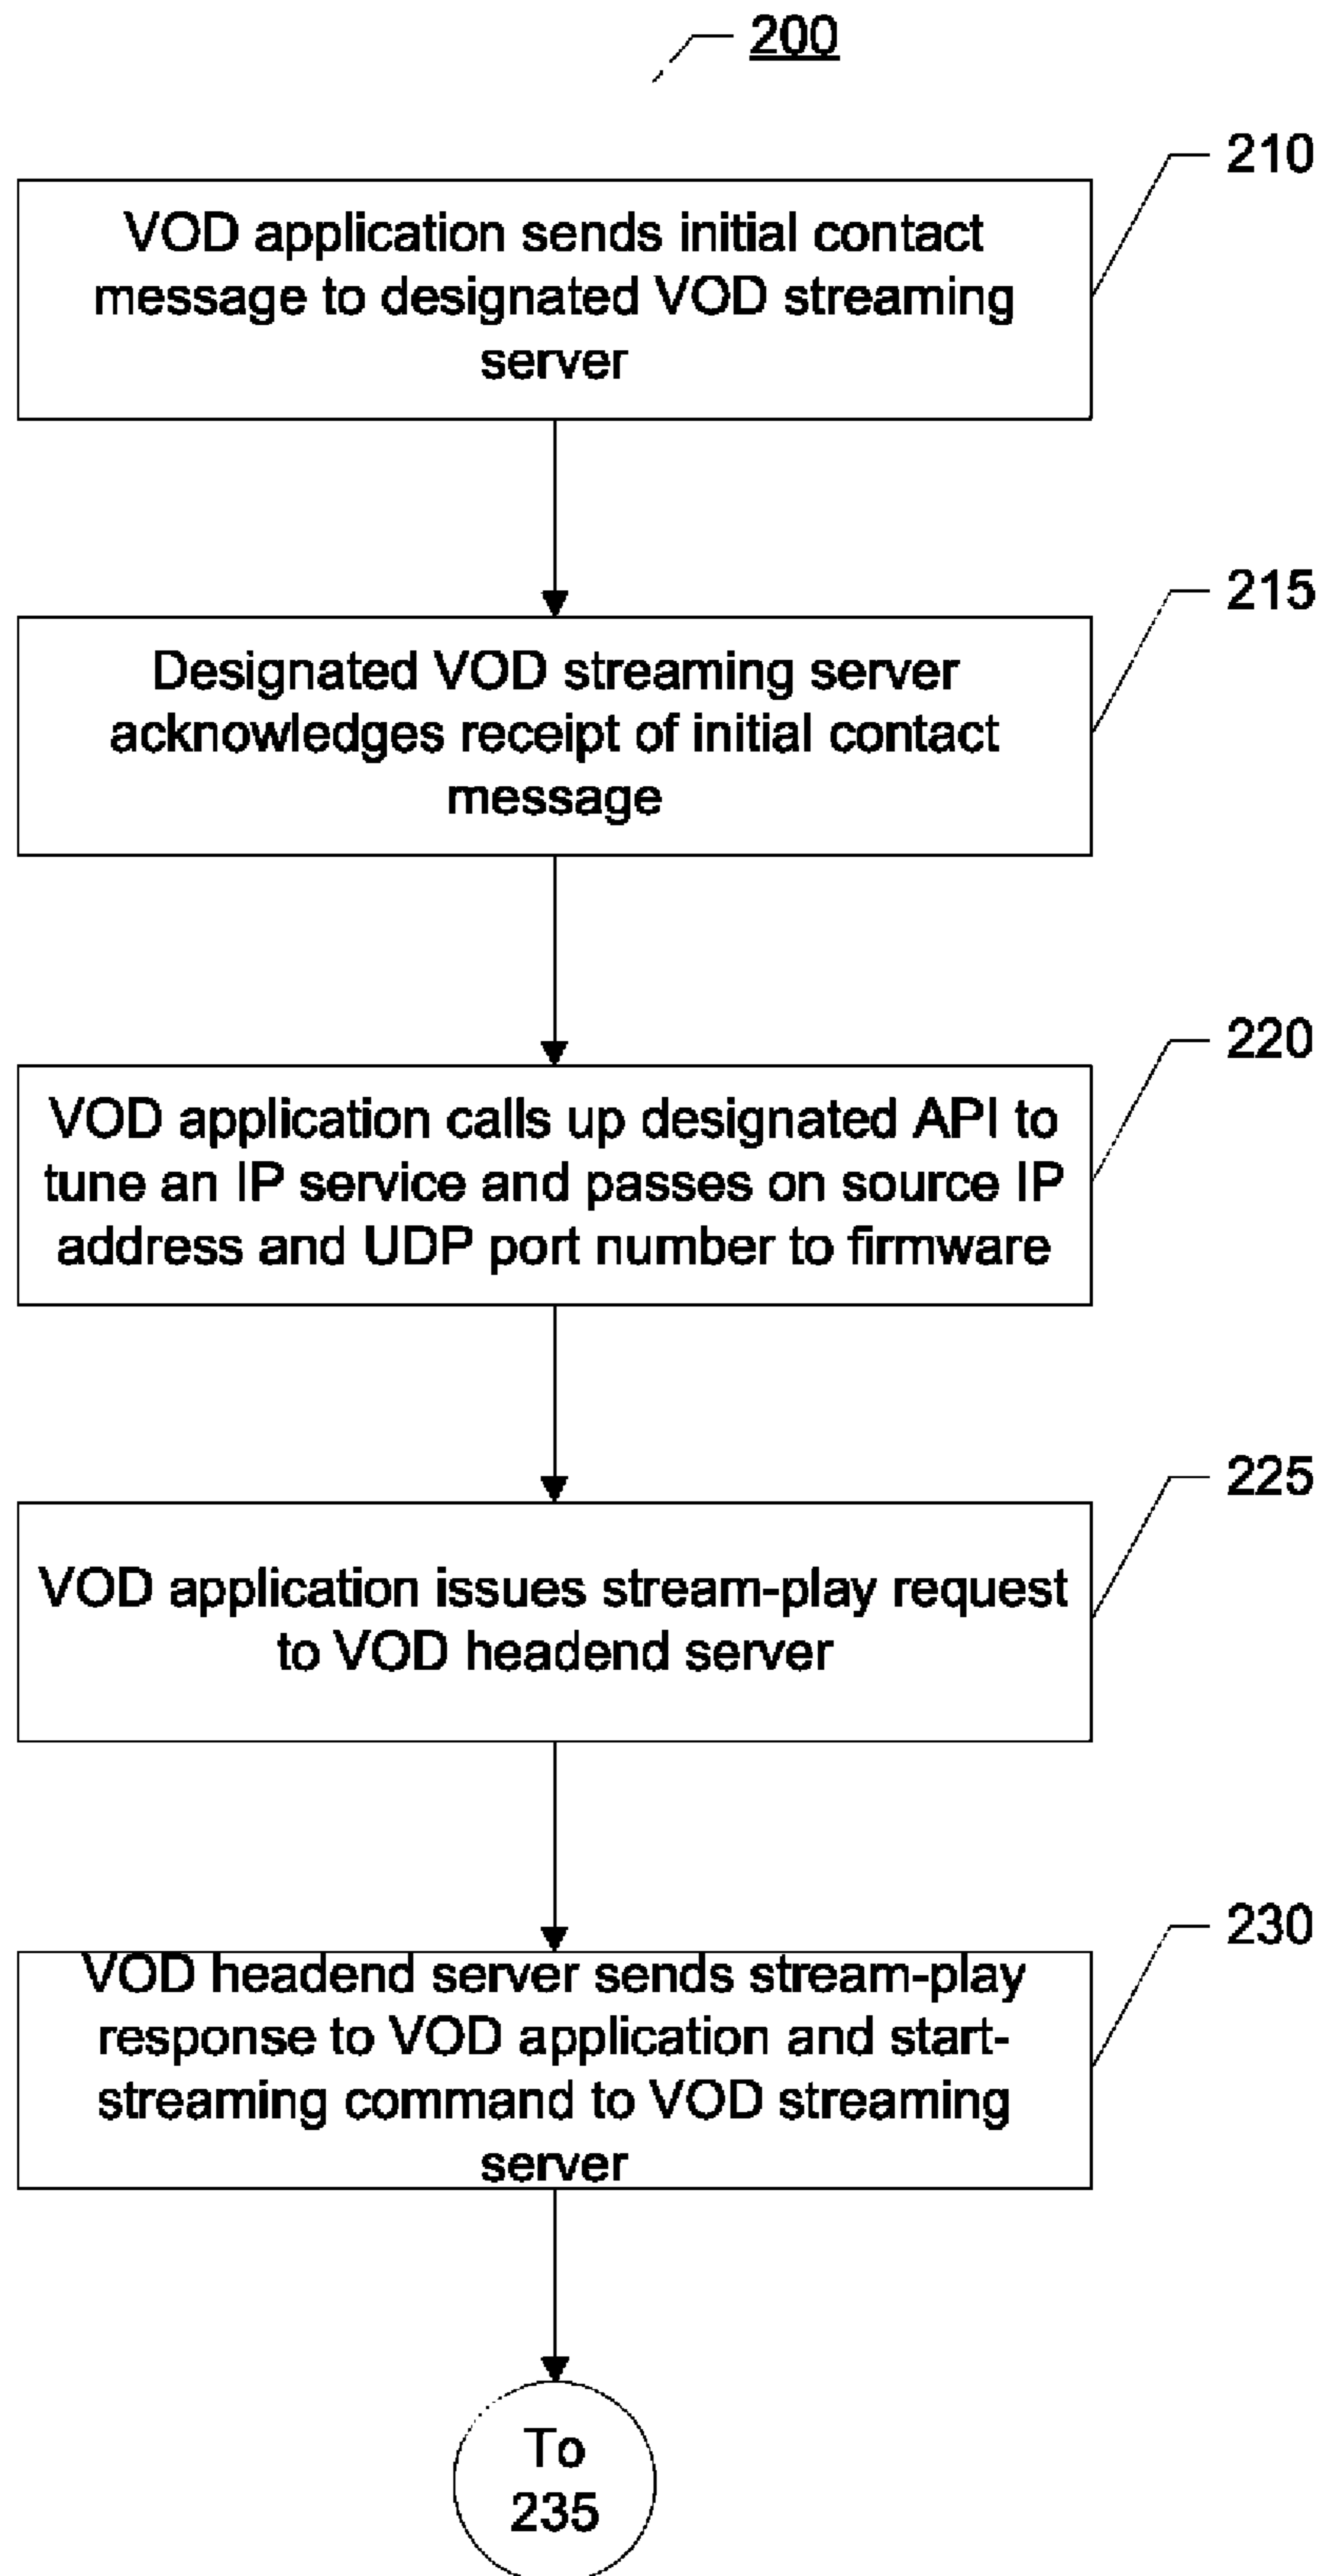 200
210
VOD application sends initial contact
message to designated VOD streaming
server
215
Designated VOD streaming server
acknowledges receipt of initial contact
message
220
VOD application calls up designated API to
tune an IP service and passes on source IP
address and UDP port number to firmware
225
VOD application issues stream-play request
to VOD headend server
230
VOD headend server sends stream-play
response to VOD application and start-
streaming command to VOD streaming
server
To
235